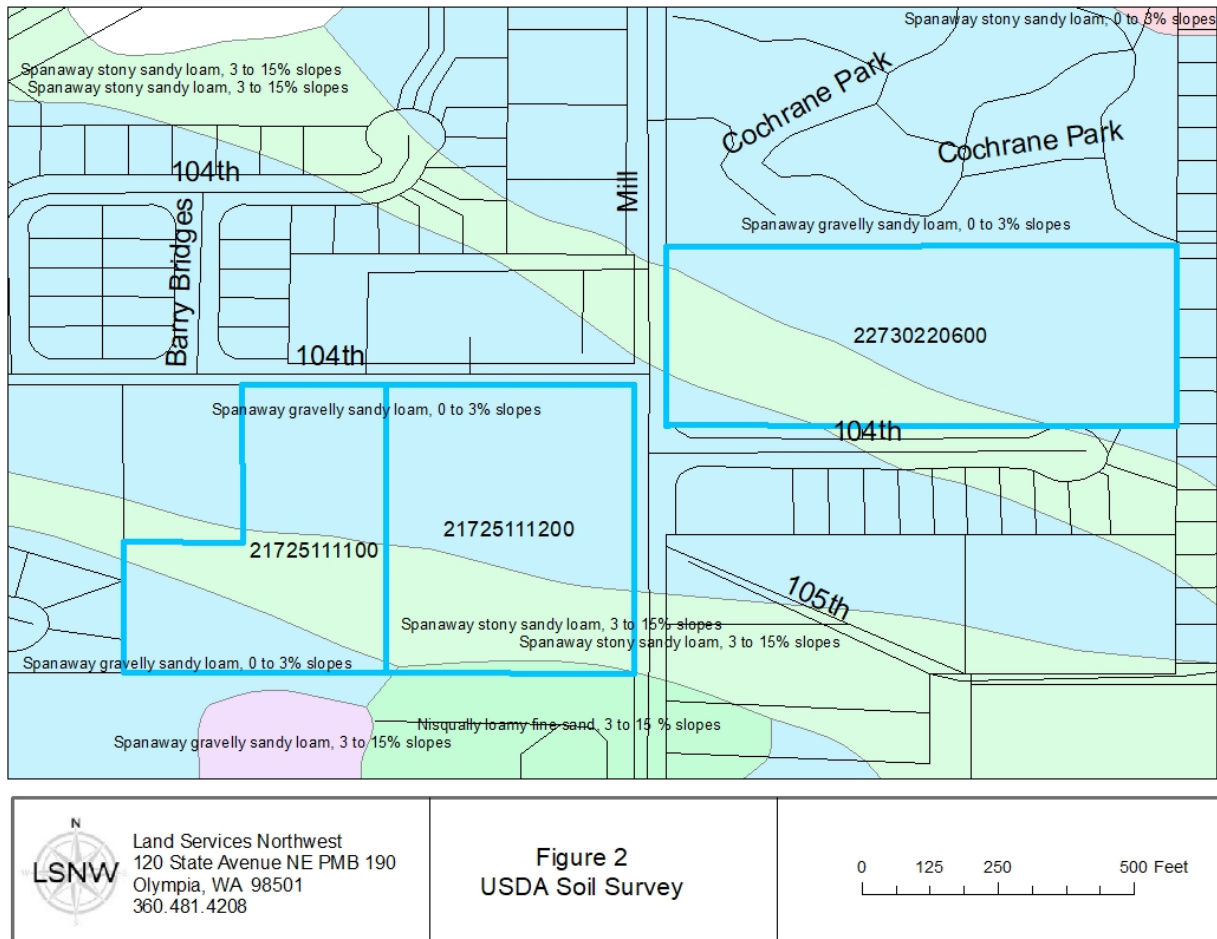 Spanaway stony sandy loam, 0 to 3% slopes
Spanaway stony sandy loam, 3 to 15% slopes
Spanaway stony sandy loam, 3 to 15% slopes
Cochrane Park
Cochrane Park
104th
Mill
Barry Bridges
Spanaway gravelly sandy loam, 0 to 3% slopes
22730220600
104th
Spanaway gravelly sandy loam, 0 to 3% slopes
104th
21725111200
21725111100
105th
Spanaway stony sandy loam, 3 to 15% slopes
Spanaway stony sandy loam, 3 to 15% slopes
Spanaway gravelly sandy loam, 0 to 3% slopes
Nisqually loamy fine sand, 3 to 15 % slopes
Spanaway gravelly sandy loam, 3 to 15% slopes
N
LSNW
Land Services Northwest
120 State Avenue NE PMB 190
Olympia, WA 98501
360.481.4208
Figure 2
USDA Soil Survey
0 125 250 500 Feet